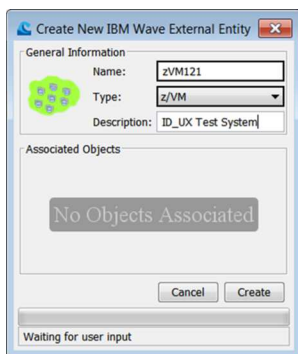 Create New IBM Wave External Entity
General Information
Name: zVM121
Type: z/VM
Description: ID_UX Test System
Associated Objects
No Objects Associated
Cancel Create
Waiting for user input